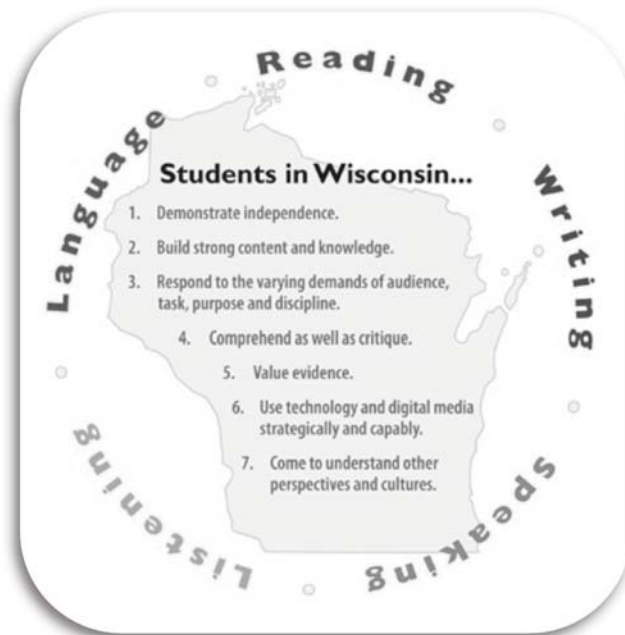 Reading
Writing
Speaking
Listening
Language
Students in Wisconsin...
1. Demonstrate independence.
2. Build strong content and knowledge.
3. Respond to the varying demands of audience,
task, purpose and discipline.
4. Comprehend as well as critique.
5. Value evidence.
6. Use technology and digital media
strategically and capably.
7. Come to understand other
perspectives and cultures.